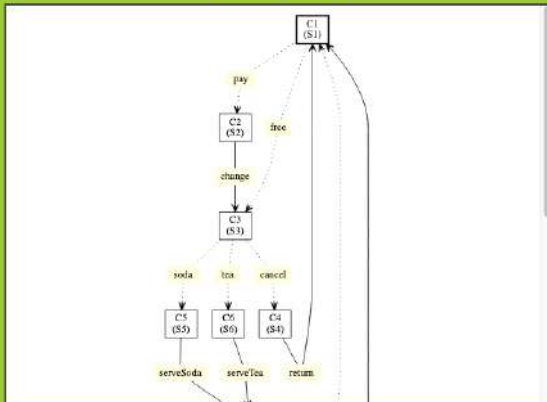 C1
(S1)
pay
C2
(S2)
free
change
C3
(S3)
soda
tea
cancel
C5
(S5)
C6
(S6)
C4
(S4)
serveSoda
serveTea
return